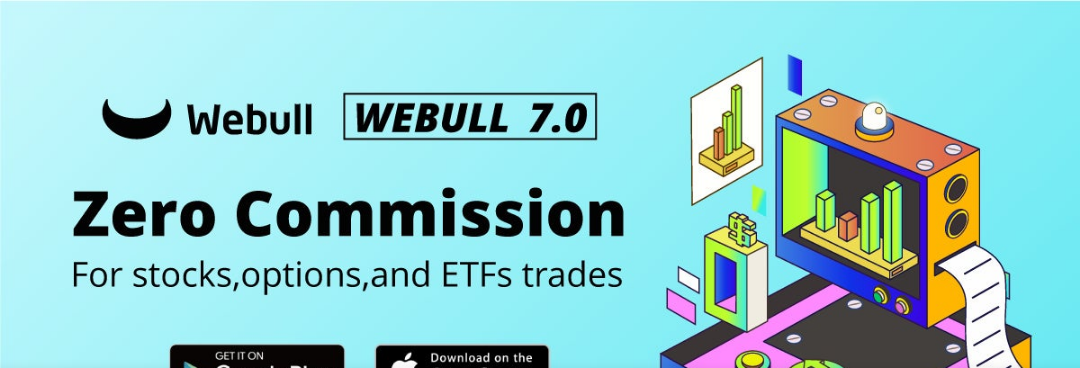 Webull WEBULL 7.0
Zero Commission
For stocks,options,and ETFs trades
GET IT ON Download on the
$